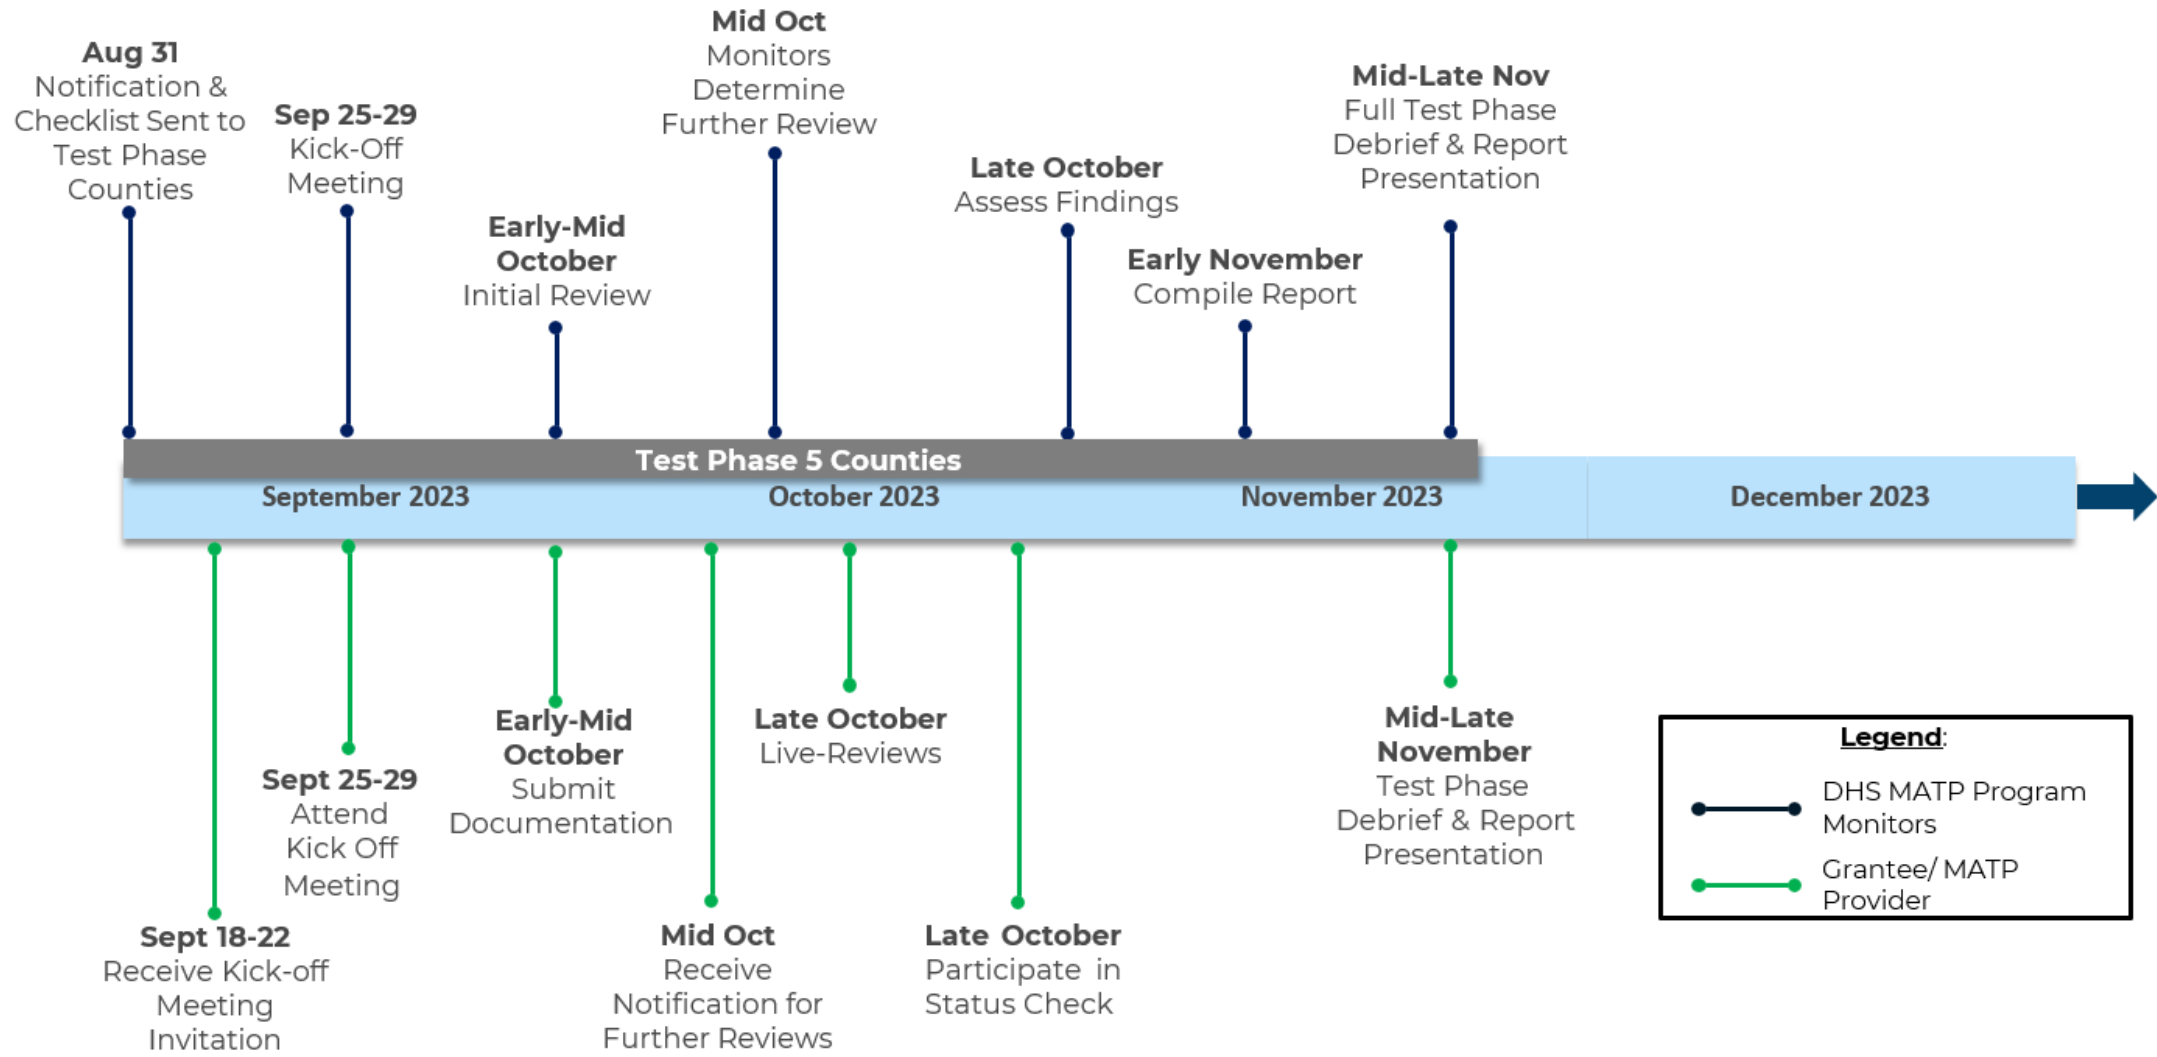 Aug 31
Notification &
Checklist Sent to
Test Phase
Counties
Sep 25-29
Kick-Off
Meeting
Early-Mid
October
Initial Review
Mid Oct
Monitors
Determine
Further Review
Late October
Assess Findings
Early November
Compile Report
Mid-Late Nov
Full Test Phase
Debrief & Report
Presentation
Test Phase 5 Counties
September 2023
October 2023
November 2023
December 2023
Sept 18-22
Receive Kick-off
Meeting
Invitation
Sept 25-29
Attend
Kick Off
Meeting
Early-Mid
October
Submit
Documentation
Mid Oct
Receive
Notification for
Further Reviews
Late October
Live-Reviews
Late October
Participate in
Status Check
Mid-Late
November
Test Phase
Debrief & Report
Presentation
Legend:
DHS MATP Program
Monitors
Grantee/ MATP
Provider